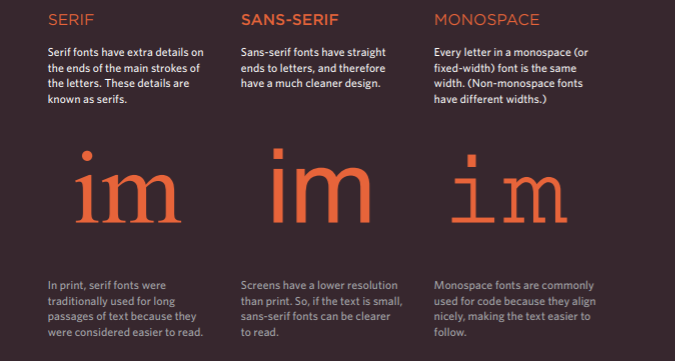 SERIF
Serif fonts have extra details on
the ends of the main strokes of
the letters. These details are
known as serifs.
im
In print, serif fonts were
traditionally used for long
passages of text because they
were considered easier to read.
SANS-SERIF
Sans-serif fonts have straight
ends to letters, and therefore
have a much cleaner design.
im
Screens have a lower resolution
than print. So, if the text is small,
sans-serif fonts can be clearer
to read.
MONOSPACE
Every letter in a monospace (or
fixed-width) font is the same
width. (Non-monospace fonts
have different widths.)
im
Monospace fonts are commonly
used for code because they align
nicely, making the text easier to
follow.